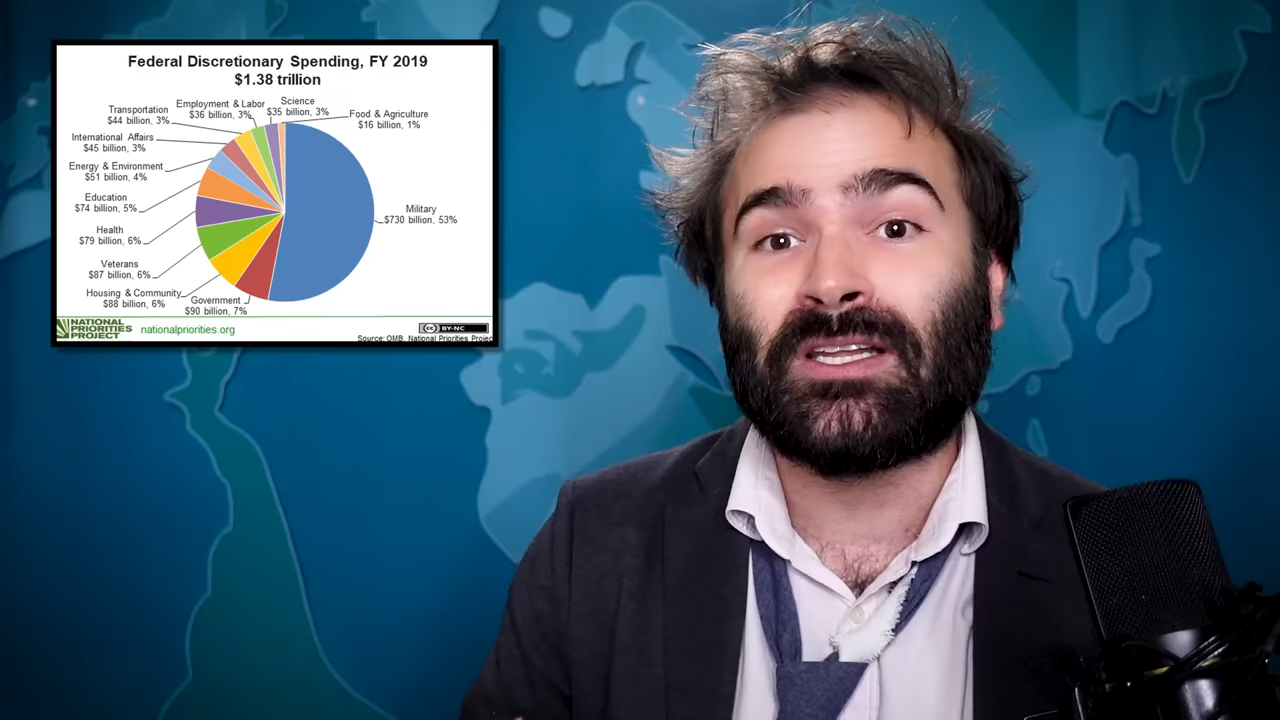 Federal Discretionary Spending, FY 2019
$1.38 trillion
Transportation
$44 billion, 3%
Employment & Labor
$36 billion, 3%
Science
$35 billion, 3%
Food & Agriculture
$16 billion, 1%
International Affairs
$45 billion, 3%
Energy & Environment
$51 billion, 4%
Education
$74 billion, 5%
Health
$79 billion, 6%
Veterans
$87 billion, 6%
Housing & Community
$88 billion, 6%
Government
$90 billion, 7%
Military
$730 billion, 53%
NATIONAL
PRIORITIES
PROJECT
nationalpriorities.org
cc BY-NC
Source: OMB, National Priorities Projec